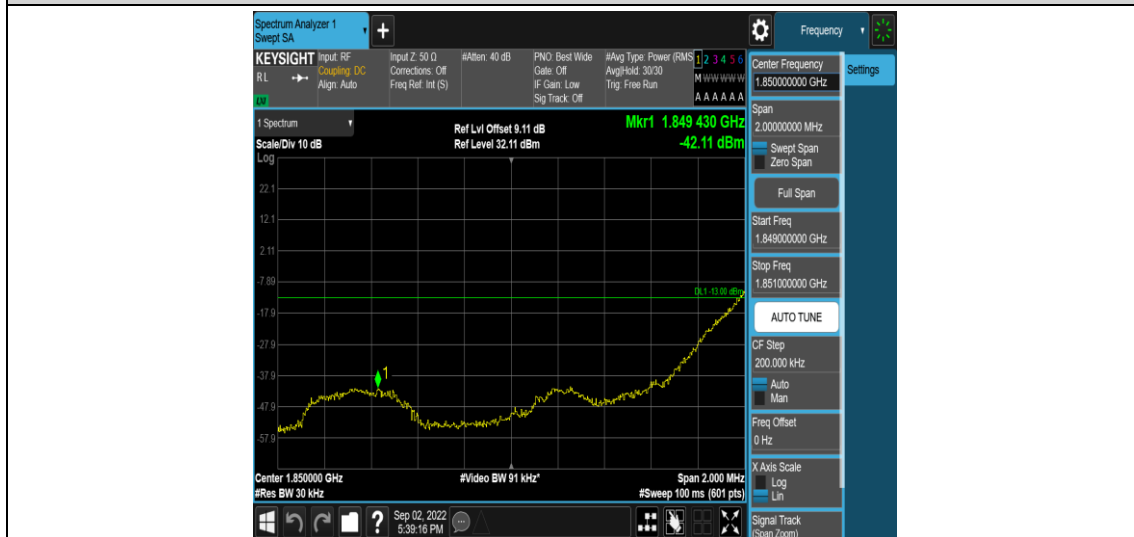 Spectrum Analyzer 1
Swept SA
+
Frequency
KEYSIGHT
RL
LXI
Input: RF
Coupling: DC
Align: Auto
Input Z: 50 Ω
Corrections: Off
Freq Ref: Int (S)
#Atten: 40 dB
PNO: Best Wide
Gate: Off
IF Gain: Low
Sig Track: Off
#Avg Type: Power (RMS
Avg|Hold: 30/30
Trig: Free Run
1 2 3 4 5 6
M W W W W W
A A A A A A
1 Spectrum
Scale/Div 10 dB
Log
Ref Lvl Offset 9.11 dB
Ref Level 32.11 dBm
Mkr1 1.849 430 GHz
-42.11 dBm
22.1
12.1
2.11
-7.89
DL1 -13.00 dBm
-17.9
-27.9
-37.9
1
-47.9
-57.9
Center 1.850000 GHz
#Res BW 30 kHz
#Video BW 91 kHz*
Span 2.000 MHz
#Sweep 100 ms (601 pts)
?
Sep 02, 2022
5:39:16 PM
Center Frequency
1.850000000 GHz
Settings
Span
2.00000000 MHz
Swept Span
Zero Span
Full Span
Start Freq
1.849000000 GHz
Stop Freq
1.851000000 GHz
AUTO TUNE
CF Step
200.000 kHz
Auto
Man
Freq Offset
0 Hz
X Axis Scale
Log
Lin
Signal Track
(Span Zoom)